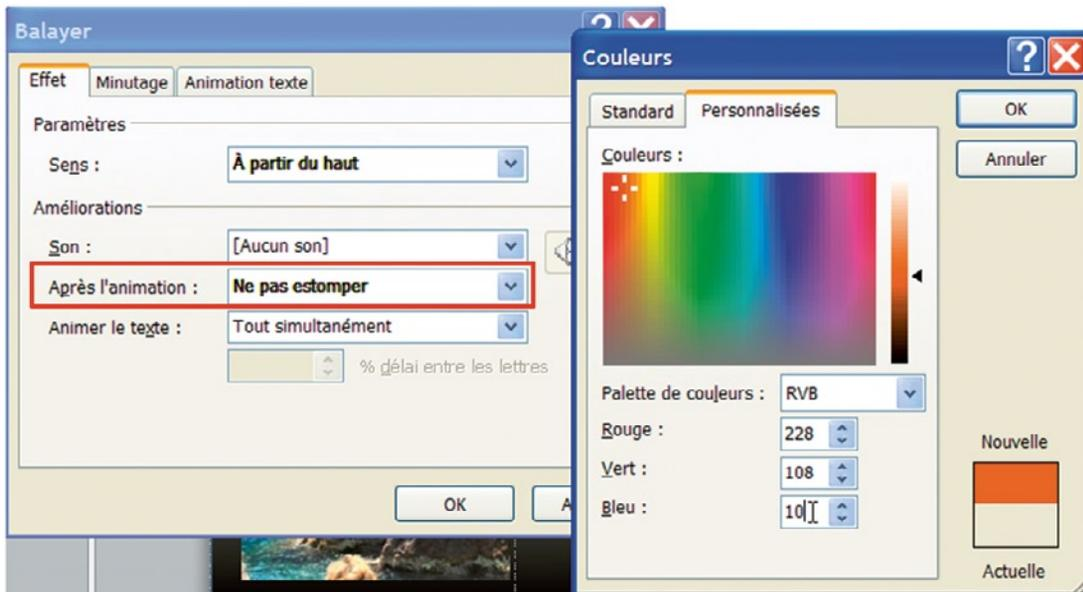 Balayer
Effet Minutage Animation texte
Paramètres
Sens : À partir du haut
Améliorations
Son : [Aucun son]
Après l'animation : Ne pas estomper
Animer le texte : Tout simultanément
% délai entre les lettres
OK A
Couleurs
Standard Personnalisées
OK
Annuler
Couleurs :
Palette de couleurs : RVB
Rouge : 228
Vert : 108
Bleu : 10
Nouvelle
Actuelle